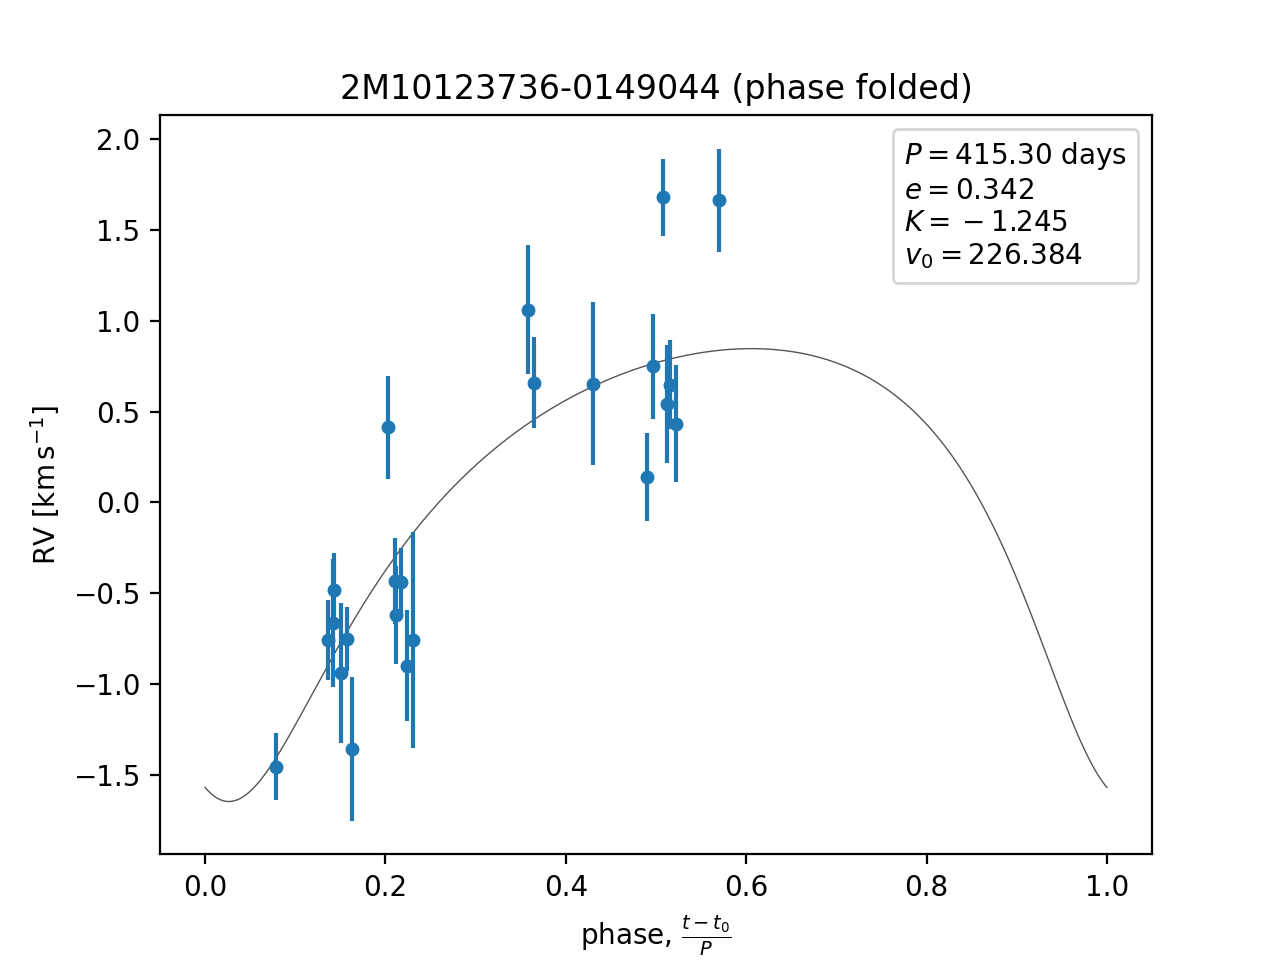 2M10123736-0149044 (phase folded)
P = 415.30 days
e = 0.342
K = −1.245
v₀ = 226.384
2.0
1.5
1.0
0.5
0.0
−0.5
−1.0
−1.5
RV [km s⁻¹]
0.0 0.2 0.4 0.6 0.8 1.0
phase, (t − t₀)/P